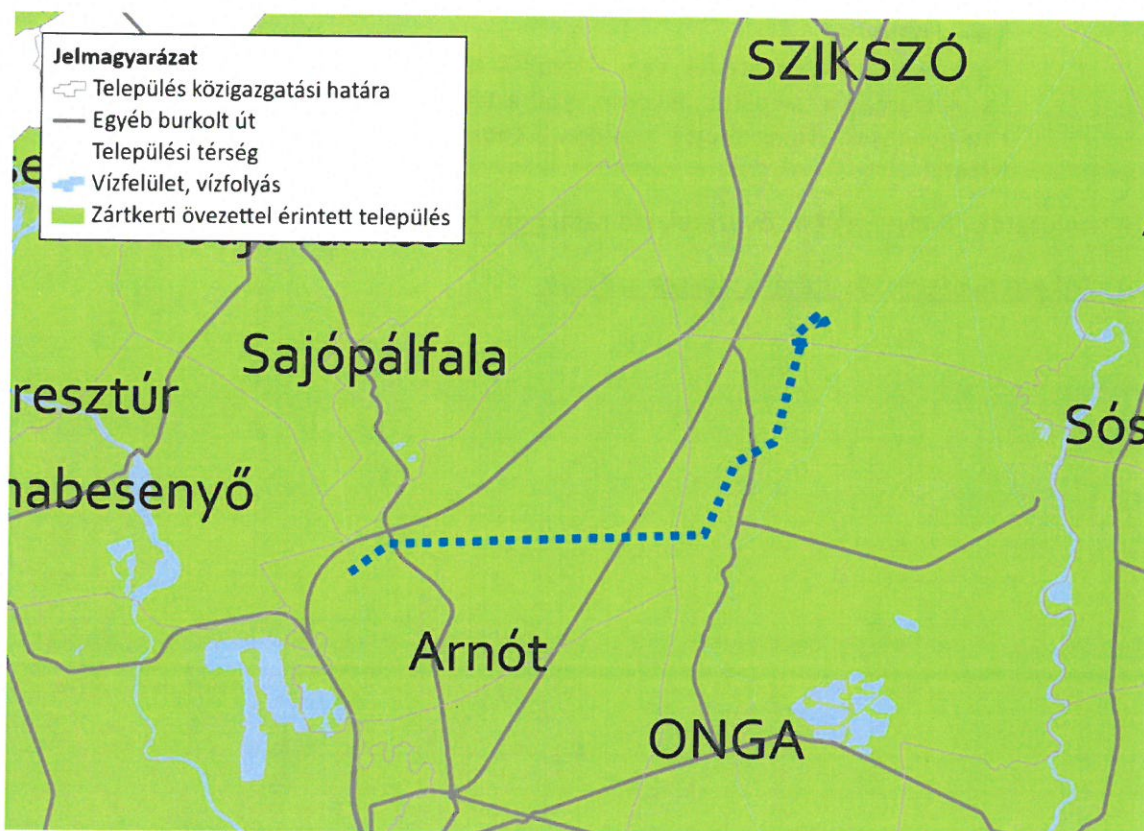 Jelmagyarázat
Település közigazgatási határa
Egyéb burkolt út
Települési térség
Vízfelület, vízfolyás
Zártkerti övezettel érintett település
SZIKSZÓ
Sajópálfala
resztúr
Sós
nabesenyő
Arnót
ONGA